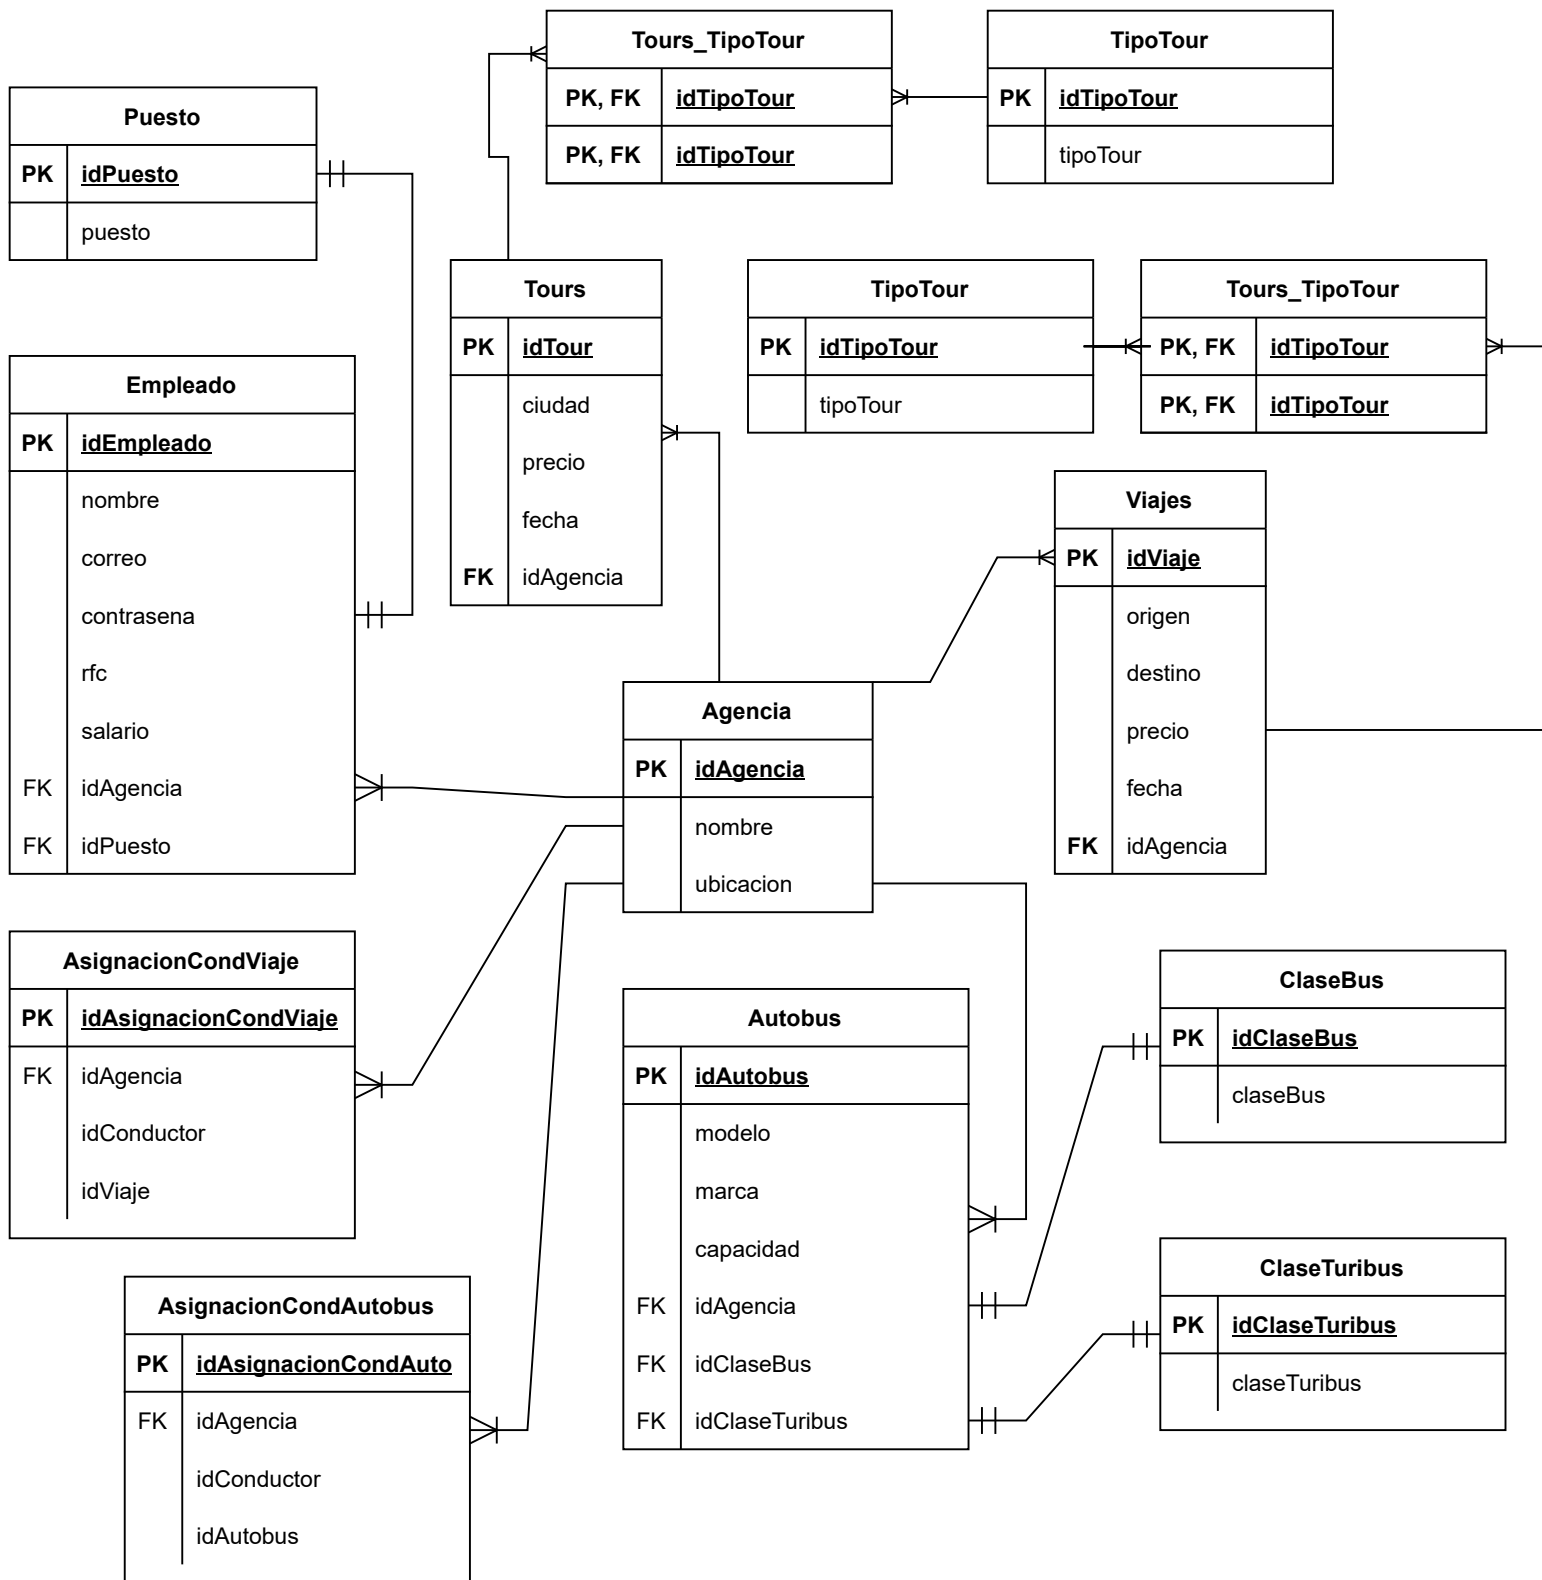 Tours_TipoTour
PK, FK idTipoTour
PK, FK idTipoTour
TipoTour
PK idTipoTour
tipoTour
Puesto
PK idPuesto
puesto
Tours
PK idTour
ciudad
precio
fecha
FK idAgencia
TipoTour
PK idTipoTour
tipoTour
Tours_TipoTour
PK, FK idTipoTour
PK, FK idTipoTour
Empleado
PK idEmpleado
nombre
correo
contrasena
rfc
salario
FK idAgencia
FK idPuesto
Viajes
PK idViaje
origen
destino
precio
fecha
FK idAgencia
Agencia
PK idAgencia
nombre
ubicacion
AsignacionCondViaje
PK idAsignacionCondViaje
FK idAgencia
idConductor
idViaje
Autobus
PK idAutobus
modelo
marca
capacidad
FK idAgencia
FK idClaseBus
FK idClaseTuribus
ClaseBus
PK idClaseBus
claseBus
ClaseTuribus
PK idClaseTuribus
claseTuribus
AsignacionCondAutobus
PK idAsignacionCondAuto
FK idAgencia
idConductor
idAutobus